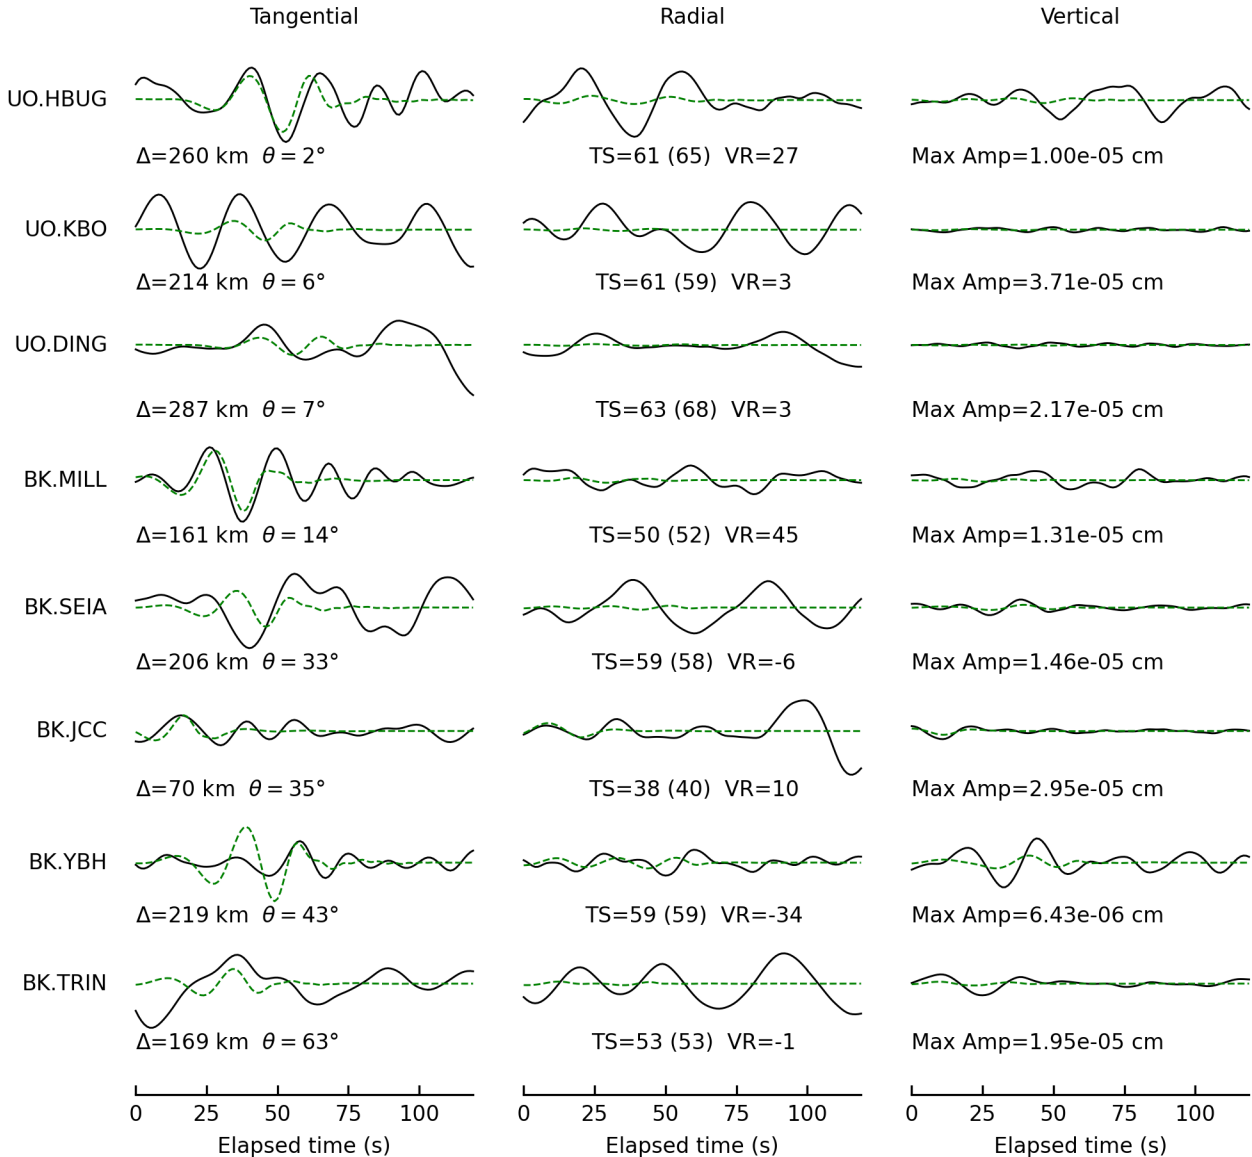 Tangential Radial Vertical
UO.HBUG
Δ=260 km θ = 2° TS=61 (65) VR=27 Max Amp=1.00e-05 cm
UO.KBO
Δ=214 km θ = 6° TS=61 (59) VR=3 Max Amp=3.71e-05 cm
UO.DING
Δ=287 km θ = 7° TS=63 (68) VR=3 Max Amp=2.17e-05 cm
BK.MILL
Δ=161 km θ = 14° TS=50 (52) VR=45 Max Amp=1.31e-05 cm
BK.SEIA
Δ=206 km θ = 33° TS=59 (58) VR=-6 Max Amp=1.46e-05 cm
BK.JCC
Δ=70 km θ = 35° TS=38 (40) VR=10 Max Amp=2.95e-05 cm
BK.YBH
Δ=219 km θ = 43° TS=59 (59) VR=-34 Max Amp=6.43e-06 cm
BK.TRIN
Δ=169 km θ = 63° TS=53 (53) VR=-1 Max Amp=1.95e-05 cm
0 25 50 75 100 0 25 50 75 100 0 25 50 75 100
Elapsed time (s) Elapsed time (s) Elapsed time (s)